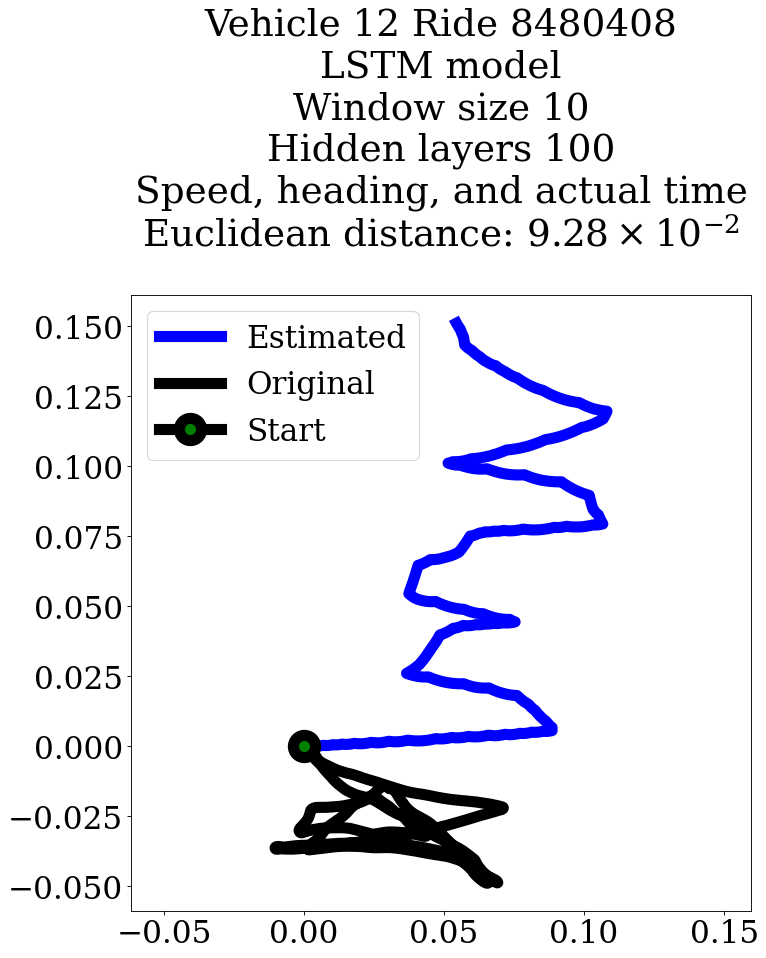 Vehicle 12 Ride 8480408
LSTM model
Window size 10
Hidden layers 100
Speed, heading, and actual time
Euclidean distance: 9.28 × 10⁻²
Estimated
Original
Start
0.150
0.125
0.100
0.075
0.050
0.025
0.000
−0.025
−0.050
−0.05 0.00 0.05 0.10 0.15